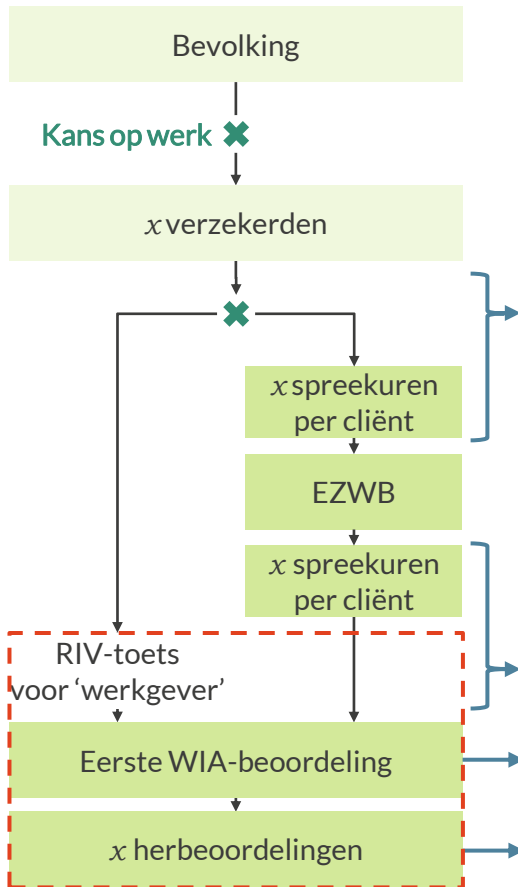 Bevolking
Kans op werk
x verzekerden
x spreekuren
per cliënt
EZWB
x spreekuren
per cliënt
RIV-toets
voor ‘werkgever’
Eerste WIA-beoordeling
x herbeoordelingen